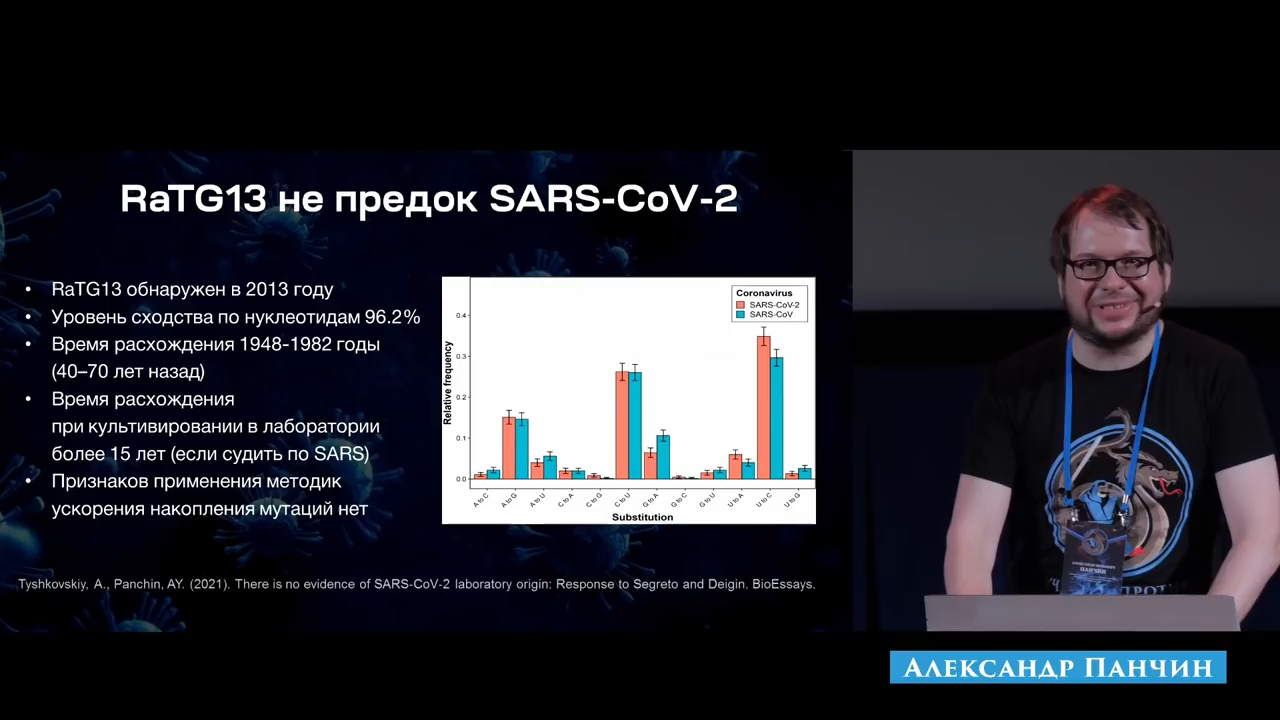 RaTG13 не предок SARS-CoV-2
• RaTG13 обнаружен в 2013 году
• Уровень сходства по нуклеотидам 96.2%
• Время расхождения 1948-1982 годы
(40–70 лет назад)
• Время расхождения
при культивировании в лаборатории
более 15 лет (если судить по SARS)
• Признаков применения методик
ускорения накопления мутаций нет
Coronavirus
SARS-CoV-2
SARS-CoV
Relative frequency
0.4
0.3
0.2
0.1
0.0
A to C
A to G
A to U
C to A
C to G
C to U
G to A
G to C
G to U
U to A
U to C
U to G
Substitution
Tyshkovskiy, A., Panchin, AY. (2021). There is no evidence of SARS-CoV-2 laboratory origin: Response to Segreto and Deigin. BioEssays.
ПАНЧИН
Александр Панчин